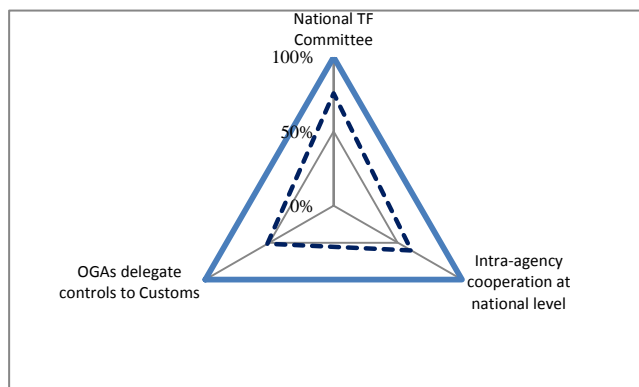 National TF
Committee
100%
50%
0%
OGAs delegate
controls to Customs
Intra-agency
cooperation at
national level